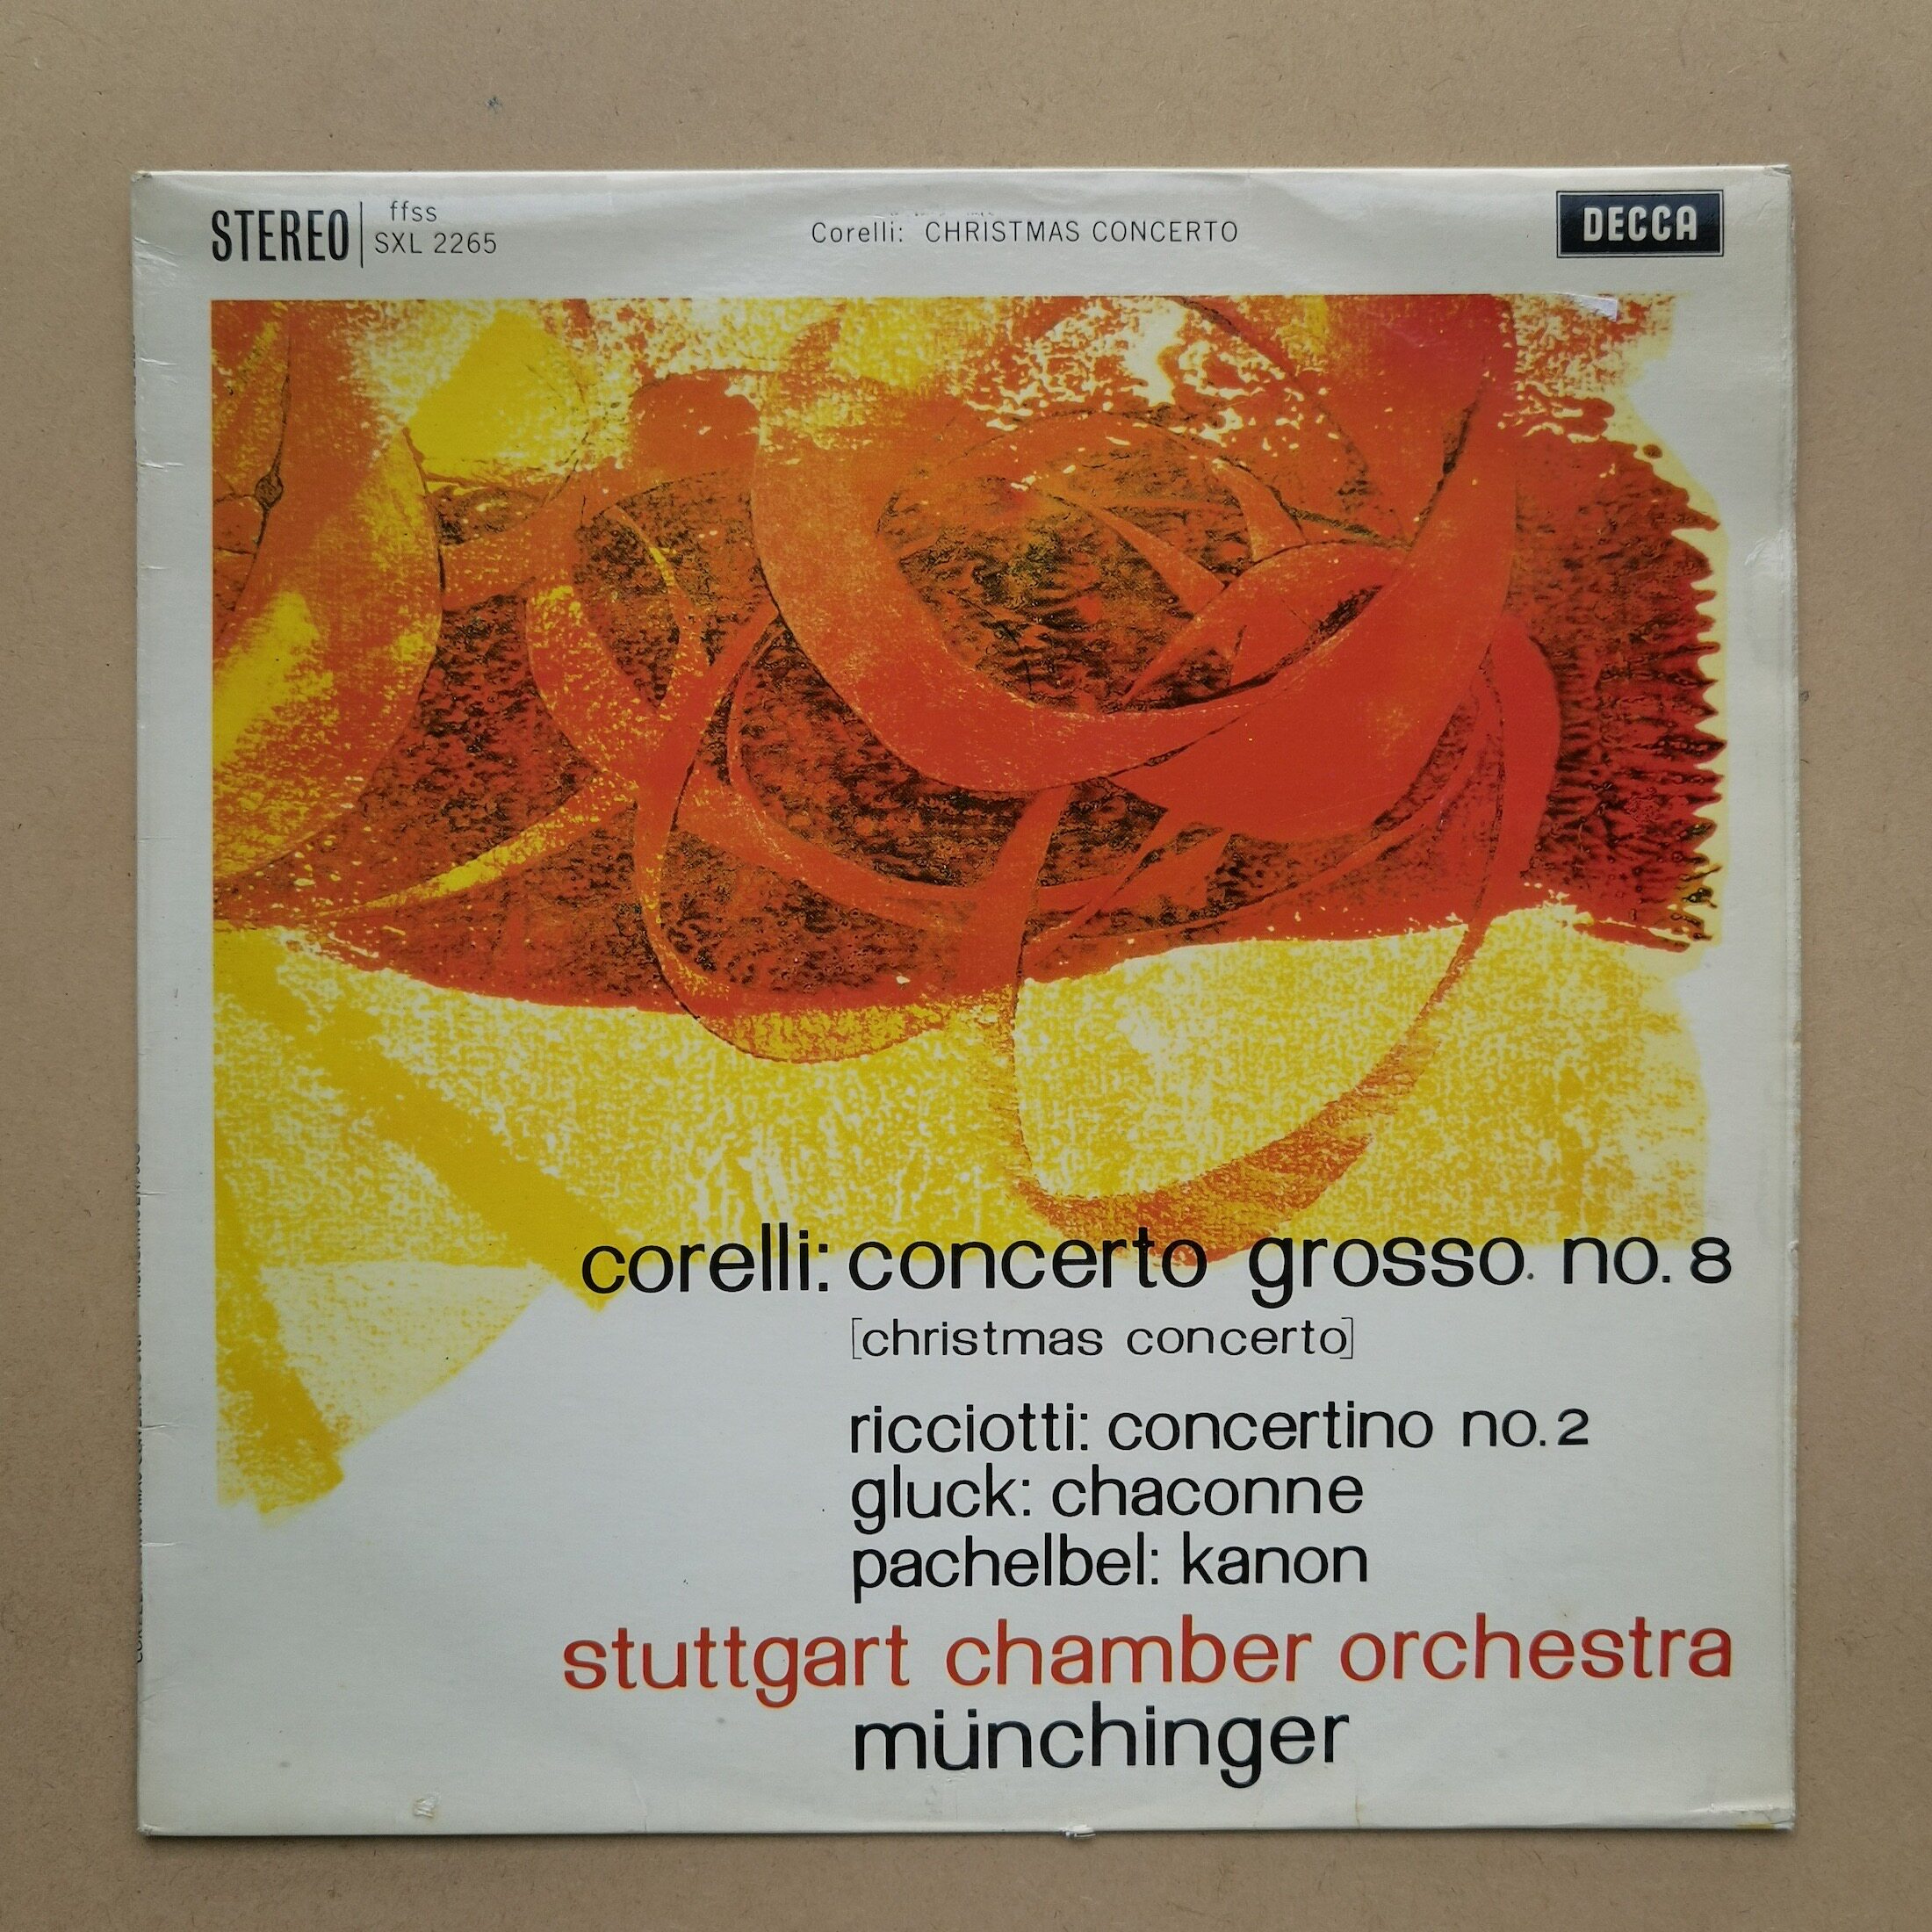 STEREO
ffss
SXL 2265
Corelli: CHRISTMAS CONCERTO
DECCA
corelli: concerto grosso. no. 8
[christmas concerto]
ricciotti: concertino no. 2
gluck: chaconne
pachelbel: kanon
stuttgart chamber orchestra
münchinger